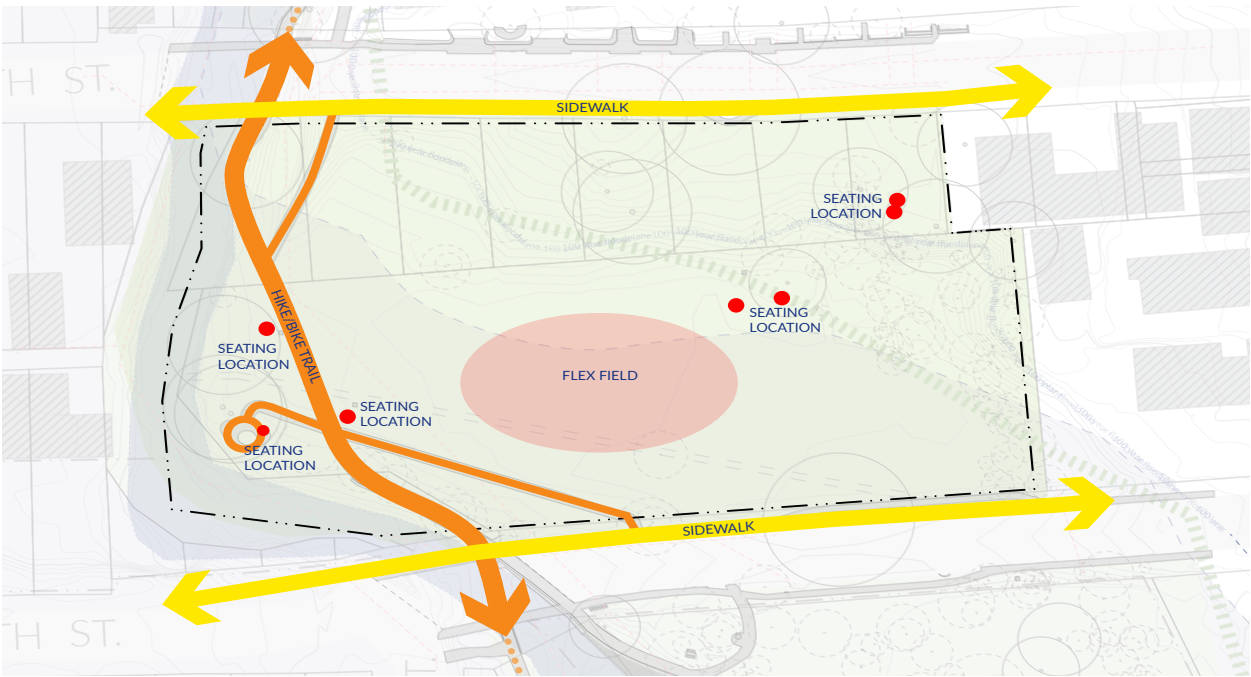 TH ST.
SIDEWALK
SEATING
LOCATION
HIKE/BIKE TRAIL
SEATING
LOCATION
SEATING
LOCATION
FLEX FIELD
SEATING
LOCATION
SEATING
LOCATION
SIDEWALK
TH ST.